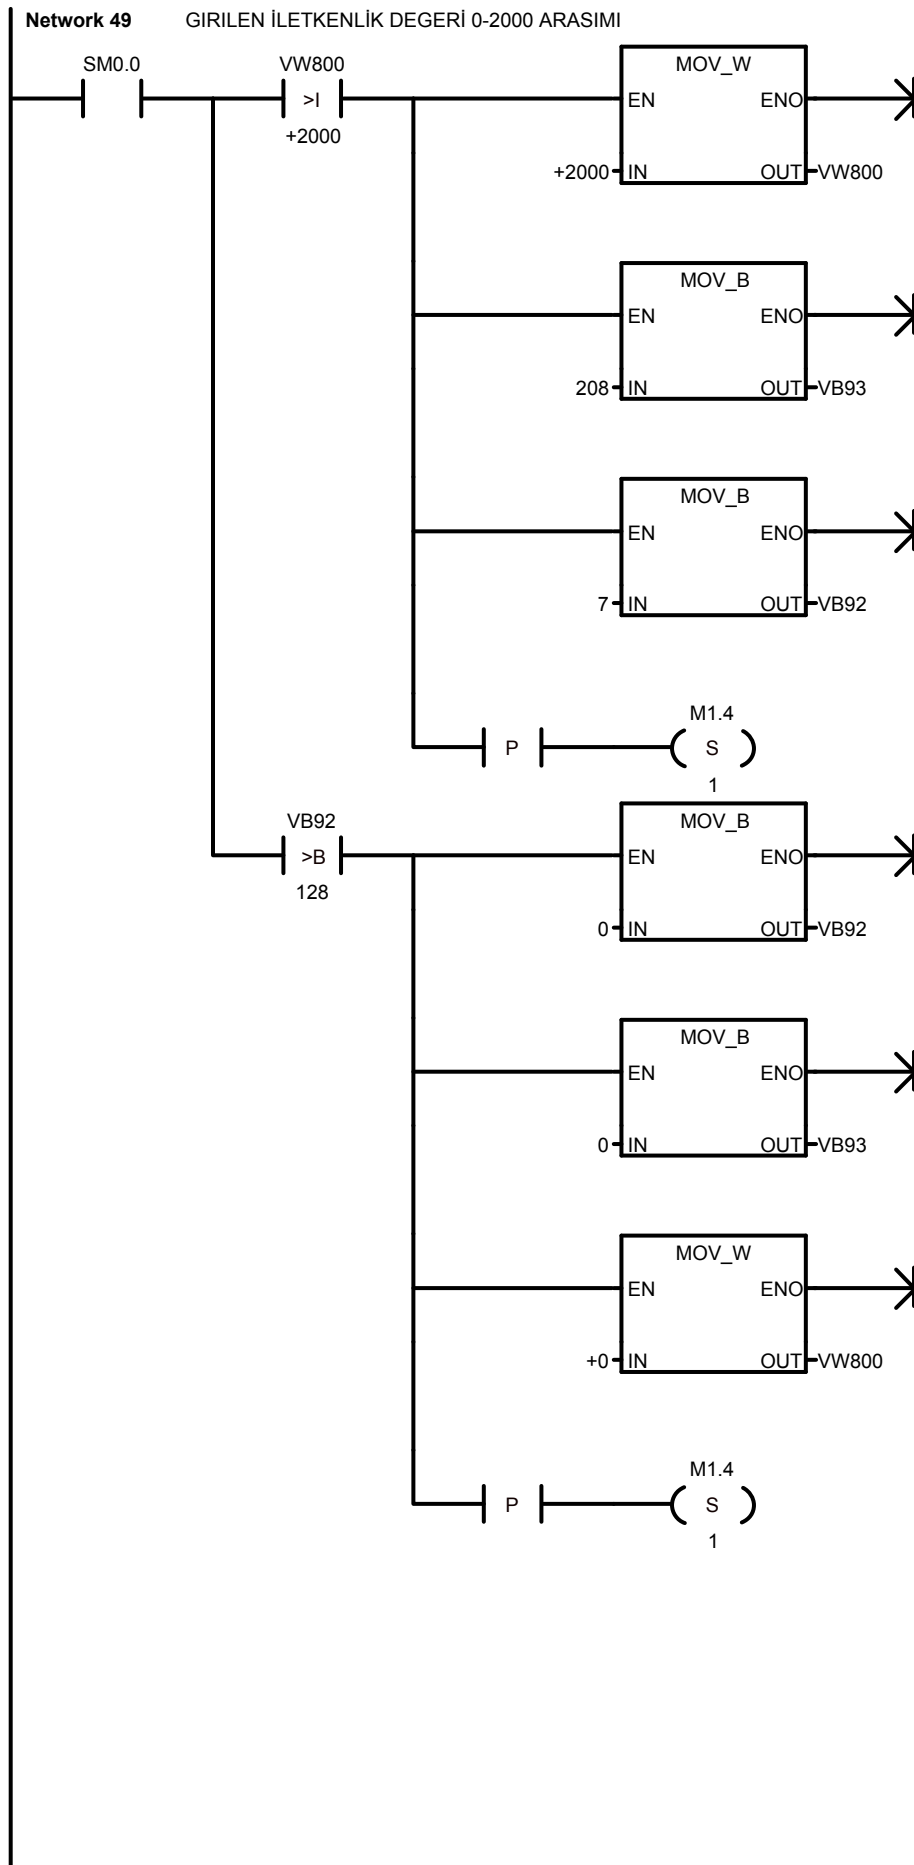 Network 49 GIRILEN İLETKENLİK DEGERİ 0-2000 ARASIMI
SM0.0 VW800 MOV_W
>I EN ENO
+2000
+2000 IN OUT VW800
MOV_B
EN ENO
208 IN OUT VB93
MOV_B
EN ENO
7 IN OUT VB92
M1.4
P S
1
VB92 MOV_B
>B EN ENO
128
0 IN OUT VB92
MOV_B
EN ENO
0 IN OUT VB93
MOV_W
EN ENO
+0 IN OUT VW800
M1.4
P S
1